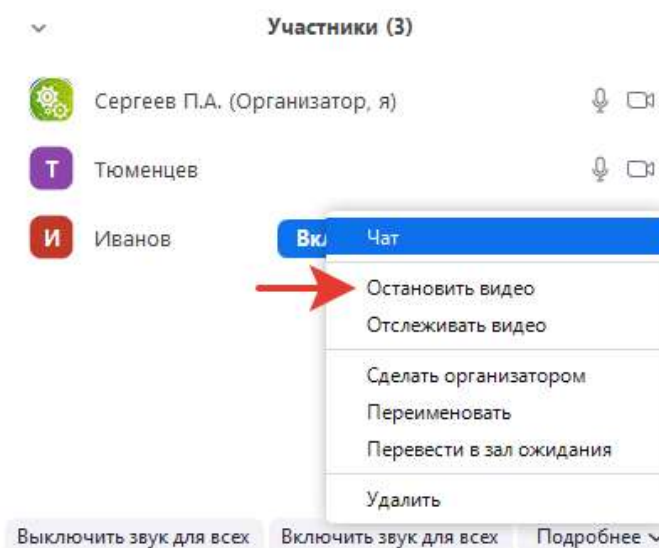 Участники (3)
Сергеев П.А. (Организатор, я)
Т Тюменцев
И Иванов
Чат
Остановить видео
Отслеживать видео
Сделать организатором
Переименовать
Перевести в зал ожидания
Удалить
Выключить звук для всех Включить звук для всех Подробнее